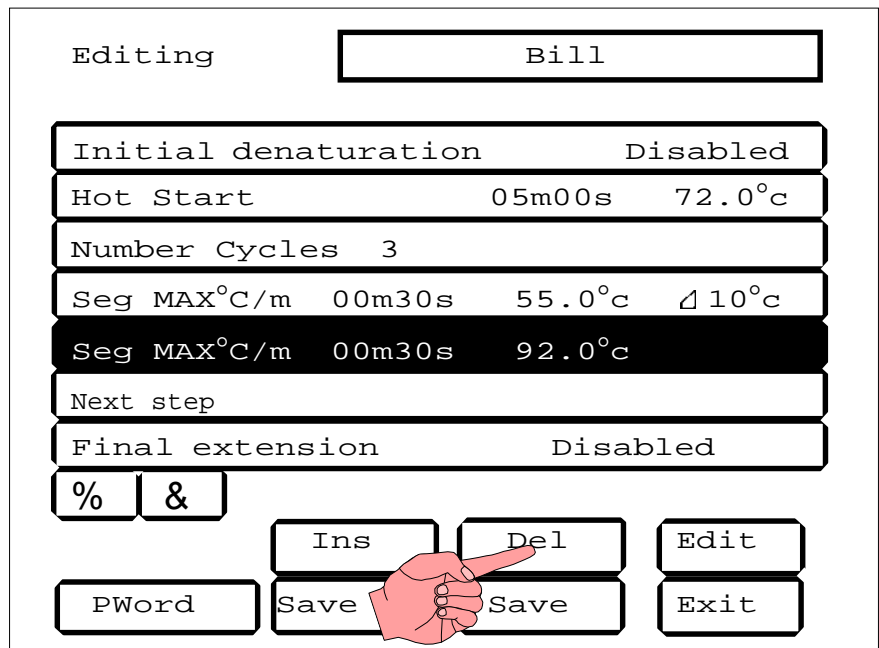 Editing Bill
Initial denaturation Disabled
Hot Start 05m00s 72.0°c
Number Cycles 3
Seg MAX°C/m 00m30s 55.0°c ⊿10°c
Seg MAX°C/m 00m30s 92.0°c
Next step
Final extension Disabled
% &
Ins Del Edit
PWord Save Save Exit